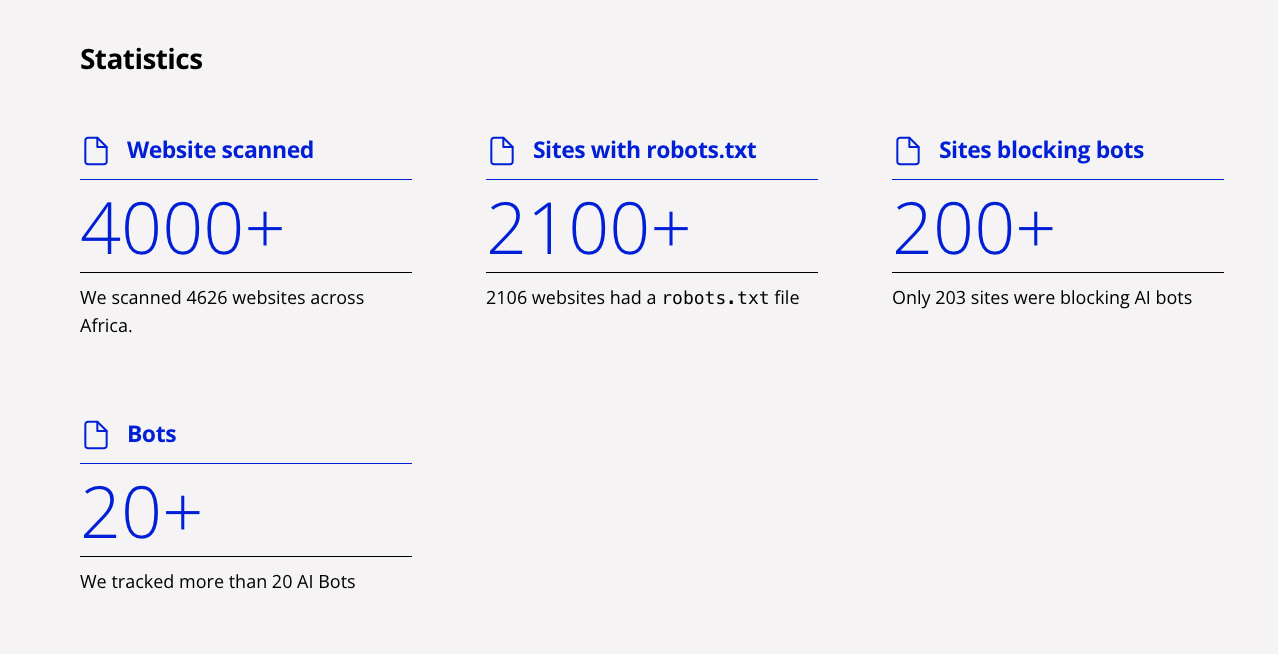 Statistics
Website scanned
4000+
We scanned 4626 websites across
Africa.
Sites with robots.txt
2100+
2106 websites had a robots.txt file
Sites blocking bots
200+
Only 203 sites were blocking AI bots
Bots
20+
We tracked more than 20 AI Bots